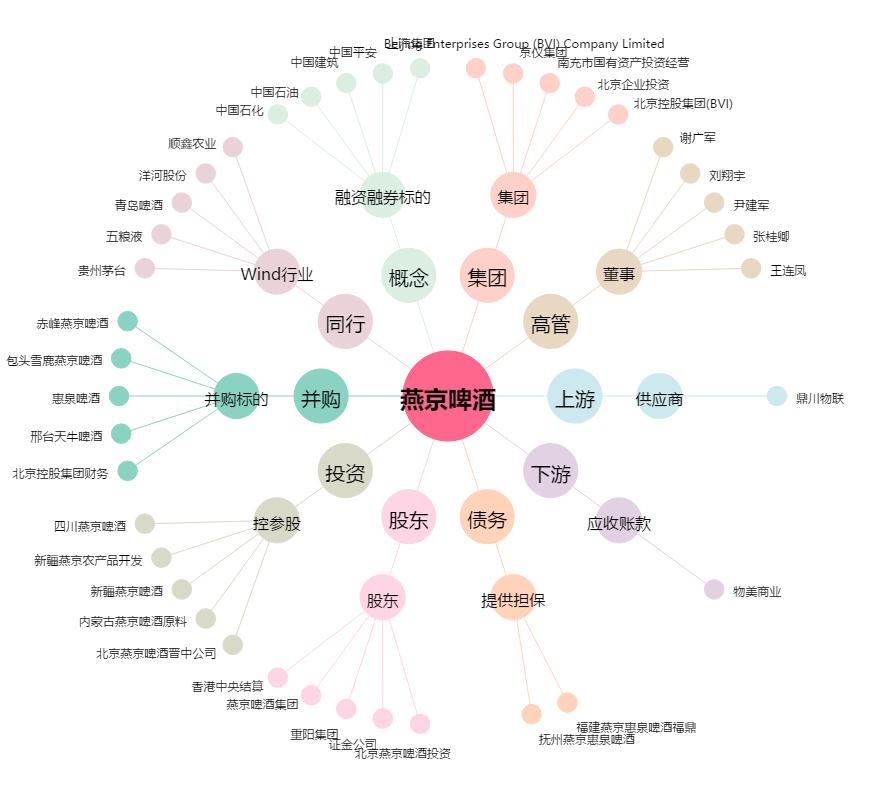 Beijing Enterprises Group (BVI) Company Limited
上汽集团
中国平安
中国建筑
中国石油
中国石化
京仪集团
南充市国有资产投资经营
北京企业投资
北京控股集团(BVI)
顺鑫农业
洋河股份
青岛啤酒
五粮液
贵州茅台
融资融券标的
集团
谢广军
刘翔宇
尹建军
张桂卿
王连凤
Wind行业
概念
集团
董事
同行
高管
赤峰燕京啤酒
包头雪鹿燕京啤酒
惠泉啤酒
邢台天牛啤酒
北京控股集团财务
并购标的
并购
燕京啤酒
上游
供应商
鼎川物联
投资
下游
控参股
股东
债务
应收账款
四川燕京啤酒
新疆燕京农产品开发
新疆燕京啤酒
内蒙古燕京啤酒原料
北京燕京啤酒晋中公司
股东
提供担保
物美商业
香港中央结算
燕京啤酒集团
重阳集团
证金公司
北京燕京啤酒投资
福建燕京惠泉啤酒福鼎
抚州燕京惠泉啤酒